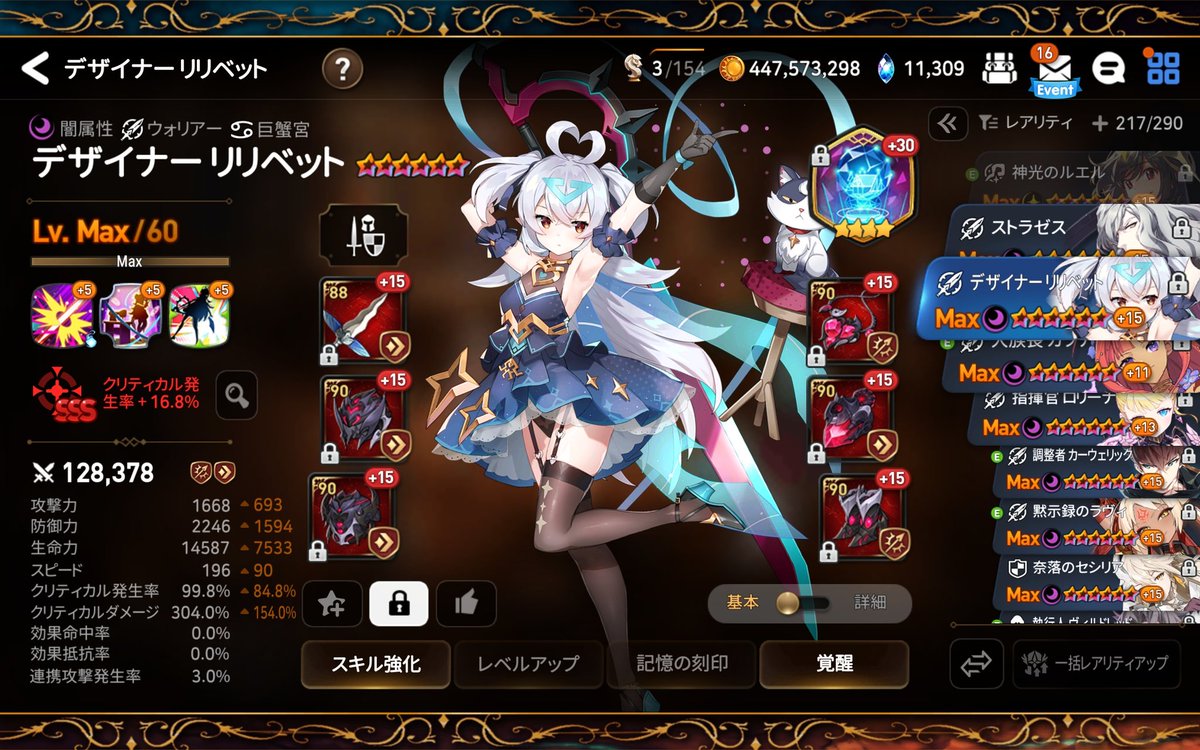 デザイナーリリベット
?
3/154
447,573,298
11,309
16
Event
闇属性 ウォリアー 巨蟹宮
デザイナーリリベット
Lv. Max/60
Max
+5
+5
+5
クリティカル発
生率+16.8%
SSS
128,378
攻撃力 1668 693
防御力 2246 1594
生命力 14587 7533
スピード 196 90
クリティカル発生率 99.8% 84.8%
クリティカルダメージ 304.0% 154.0%
効果命中率 0.0%
効果抵抗率 0.0%
連携攻撃発生率 3.0%
88 +15
90 +15
90 +15
+30
90 +15
90 +15
90 +15
基本 詳細
スキル強化
レベルアップ
記憶の刻印
覚醒
レアリティ
+ 217/290
神光のルエル
ストラゼス
デザイナーリリベット
Max +15
Max +11
指揮官 ロリーナ
Max +13
調整者 カーウェリック
Max +15
黙示録のラヴィ
Max +15
奈落のセシリア
Max +15
一括レアリティアップ